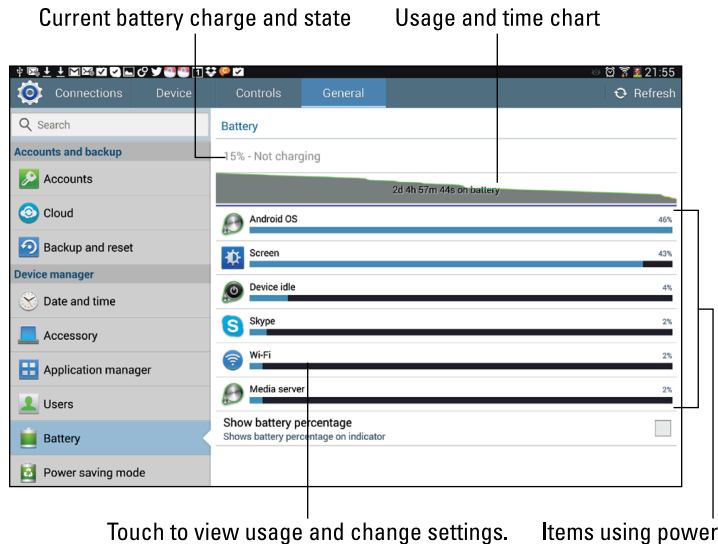 Current battery charge and state
Usage and time chart
21:55
Connections
Device
Controls
General
Refresh
Search
Battery
Accounts and backup
15% - Not charging
Accounts
2d 4h 57m 44s on battery
Cloud
Android OS
46%
Backup and reset
Screen
43%
Device manager
Date and time
Device idle
4%
Accessory
Skype
2%
Application manager
Wi-Fi
2%
Users
Media server
2%
Battery
Show battery percentage
Shows battery percentage on indicator
Power saving mode
Touch to view usage and change settings.
Items using power